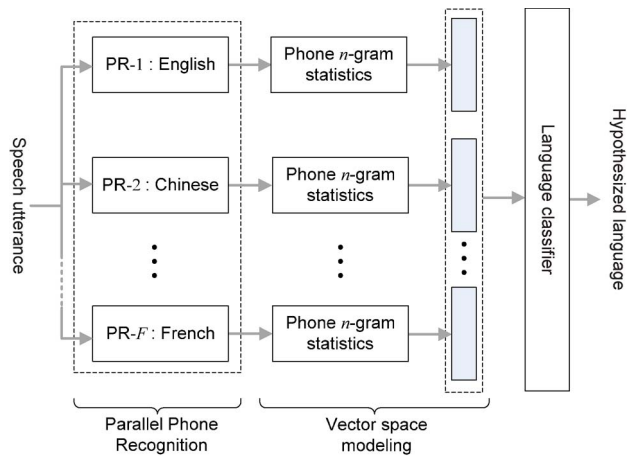 Speech utterance
PR-1 : English
Phone n-gram
statistics
PR-2 : Chinese
Phone n-gram
statistics
PR-F : French
Phone n-gram
statistics
Language classifier
Hypothesized language
Parallel Phone
Recognition
Vector space
modeling